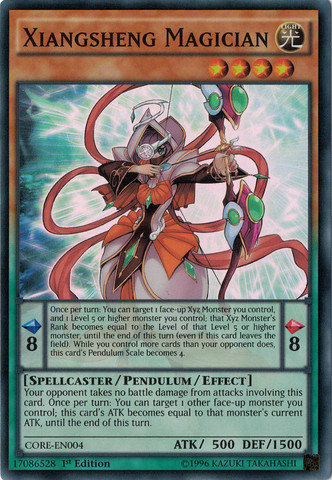 XIANGSHENG MAGICIAN
LIGHT
光
Once per turn: You can target 1 face-up Xyz Monster you control,
and 1 Level 5 or higher monster you control; that Xyz Monster's
Rank becomes equal to the Level of that Level 5 or higher
monster, until the end of this turn (even if this card leaves the
field). While you control more cards than your opponent does,
this card's Pendulum Scale becomes 4.
8
8
[SPELLCASTER / PENDULUM / EFFECT]
Your opponent takes no battle damage from attacks involving this
card. Once per turn: You can target 1 other face-up monster you
control; this card's ATK becomes equal to that monster's current
ATK, until the end of this turn.
CORE-EN004
ATK/ 500 DEF/1500
17086528 1st Edition
©1996 KAZUKI TAKAHASHI